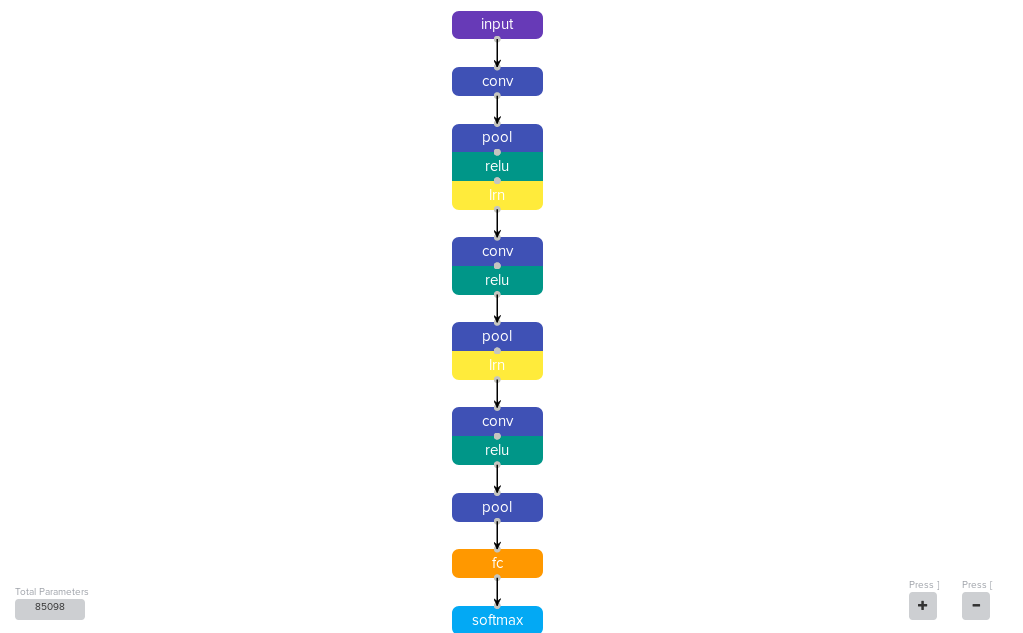 input
conv
pool
relu
lrn
conv
relu
pool
lrn
conv
relu
pool
fc
softmax
Total Parameters
85098
Press ]
Press [
+
-